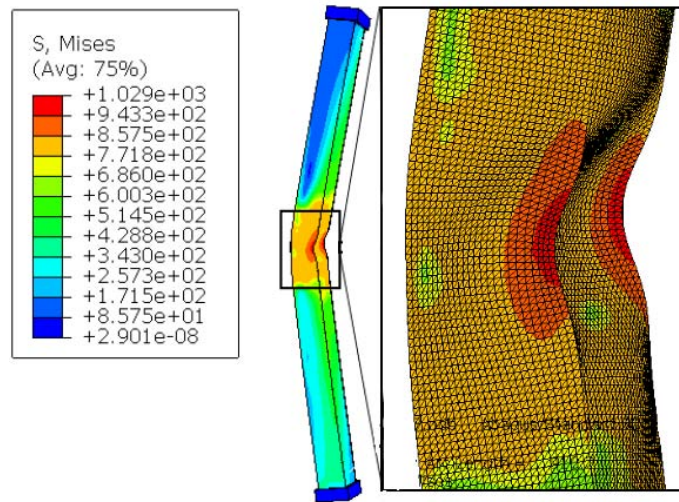 S, Mises
(Avg: 75%)
+1.029e+03
+9.433e+02
+8.575e+02
+7.718e+02
+6.860e+02
+6.003e+02
+5.145e+02
+4.288e+02
+3.430e+02
+2.573e+02
+1.715e+02
+8.575e+01
+2.901e-08